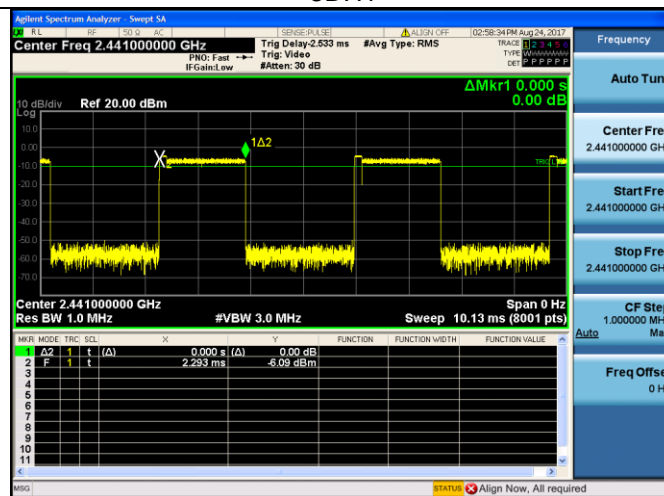 Agilent Spectrum Analyzer - Swept SA
RL RF 50 Ω AC SENSE:PULSE ALIGN OFF 02:58:34 PM Aug 24, 2017
Center Freq 2.441000000 GHz
PNO: Fast
IFGain:Low
Trig Delay-2.533 ms
Trig: Video
#Atten: 30 dB
#Avg Type: RMS
TRACE 1 2 3 4 5 6
TYPE
DET P P P P P P
Frequency
ΔMkr1 0.000 s
0.00 dB
10 dB/div Ref 20.00 dBm
Log
10.0
0.00
-10.0
-20.0
-30.0
-40.0
-50.0
-60.0
-70.0
1Δ2
2
TRIG L
Center 2.441000000 GHz Span 0 Hz
Res BW 1.0 MHz #VBW 3.0 MHz Sweep 10.13 ms (8001 pts)
MKR MODE TRC SCL X Y FUNCTION FUNCTION WIDTH FUNCTION VALUE
1 Δ2 1 t (Δ) 0.000 s (Δ) 0.00 dB
2 F 1 t 2.293 ms -6.09 dBm
3
4
5
6
7
8
9
10
11
MSG STATUS Align Now, All required
Auto Tun
Center Fre
2.441000000 GH
Start Fre
2.441000000 GH
Stop Fre
2.441000000 GH
CF Ste
1.000000 MH
Auto Ma
Freq Offse
0 H